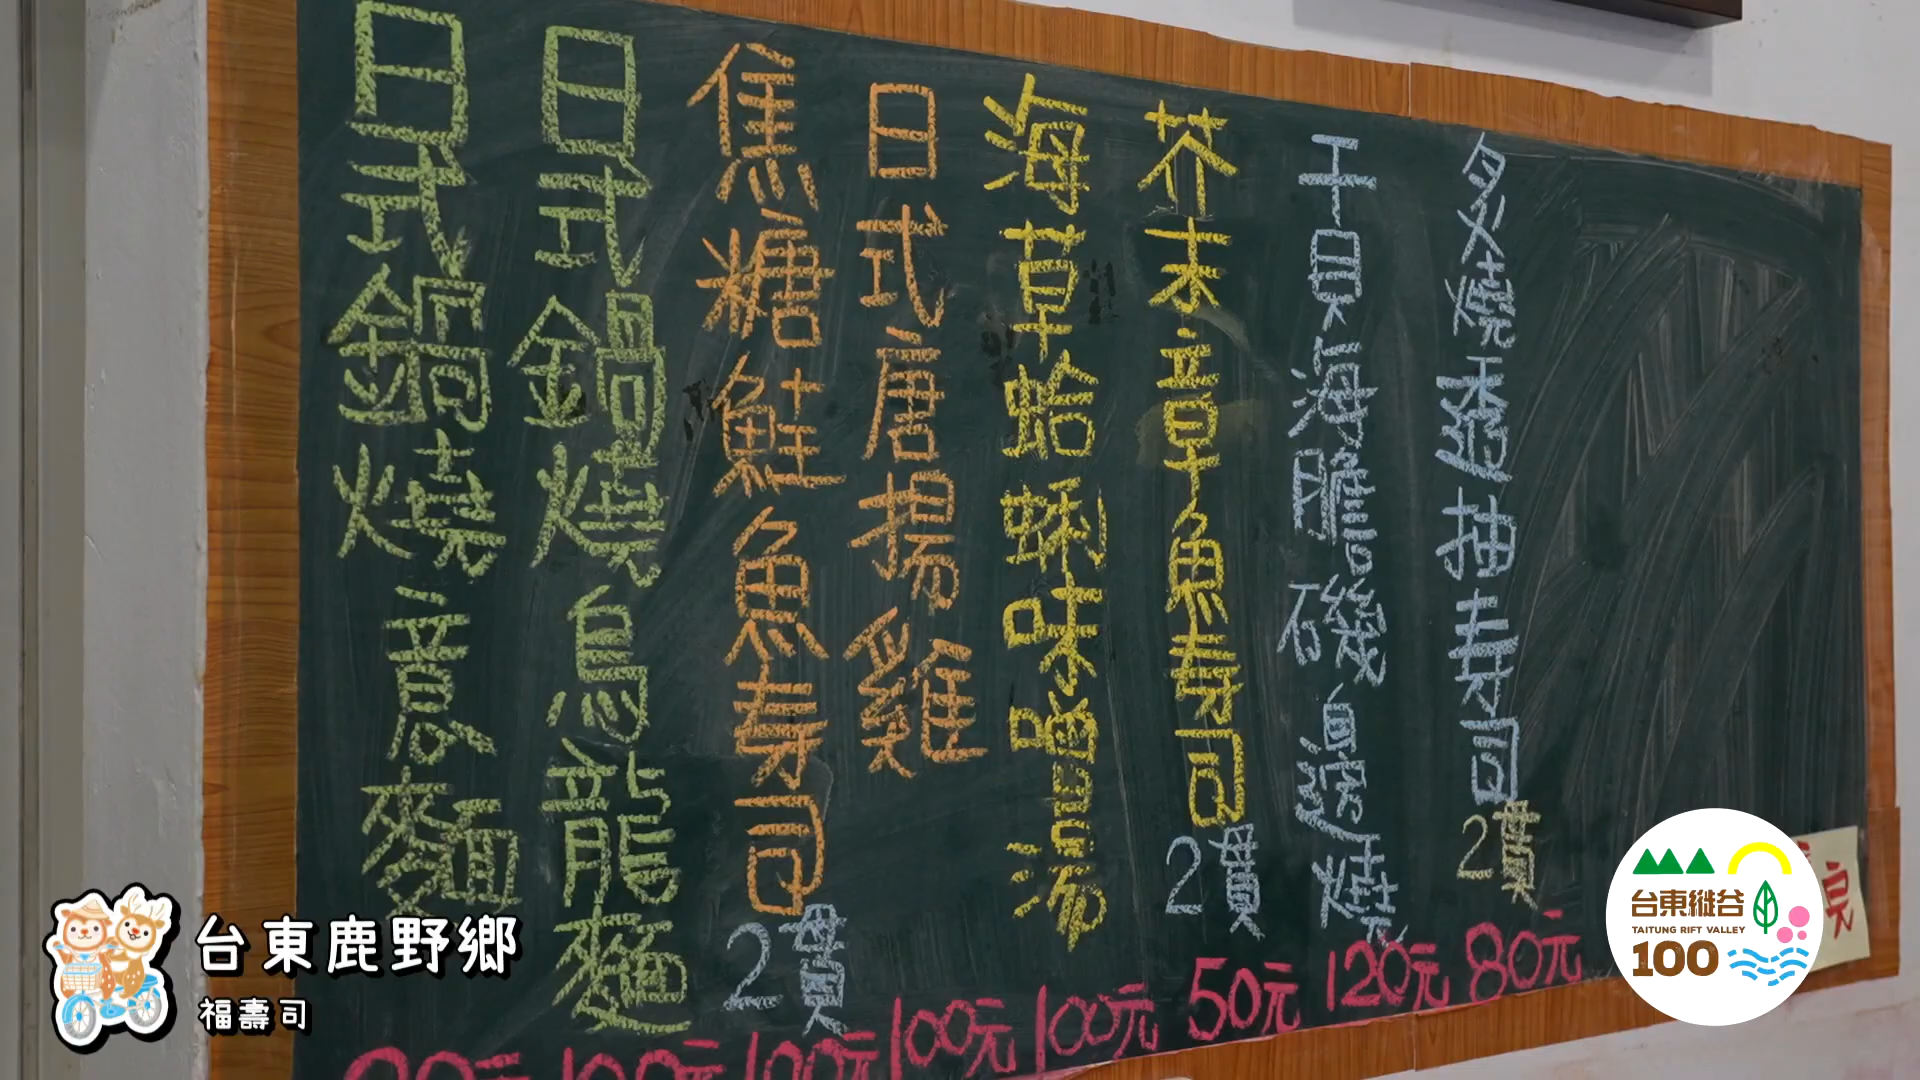 炙燒透抽寿司2貫
80元
干貝海膽磯邊燒
120元
芥末章魚寿司2貫
50元
海草蛤蜊味噌湯
100元
日式唐揚雞
100元
焦糖鮭魚寿司2貫
100元
日式鍋燒烏龍麵
100元
日式鍋燒意麵
台東鹿野鄉
福壽司
台東縱谷
TAITUNG RIFT VALLEY
100